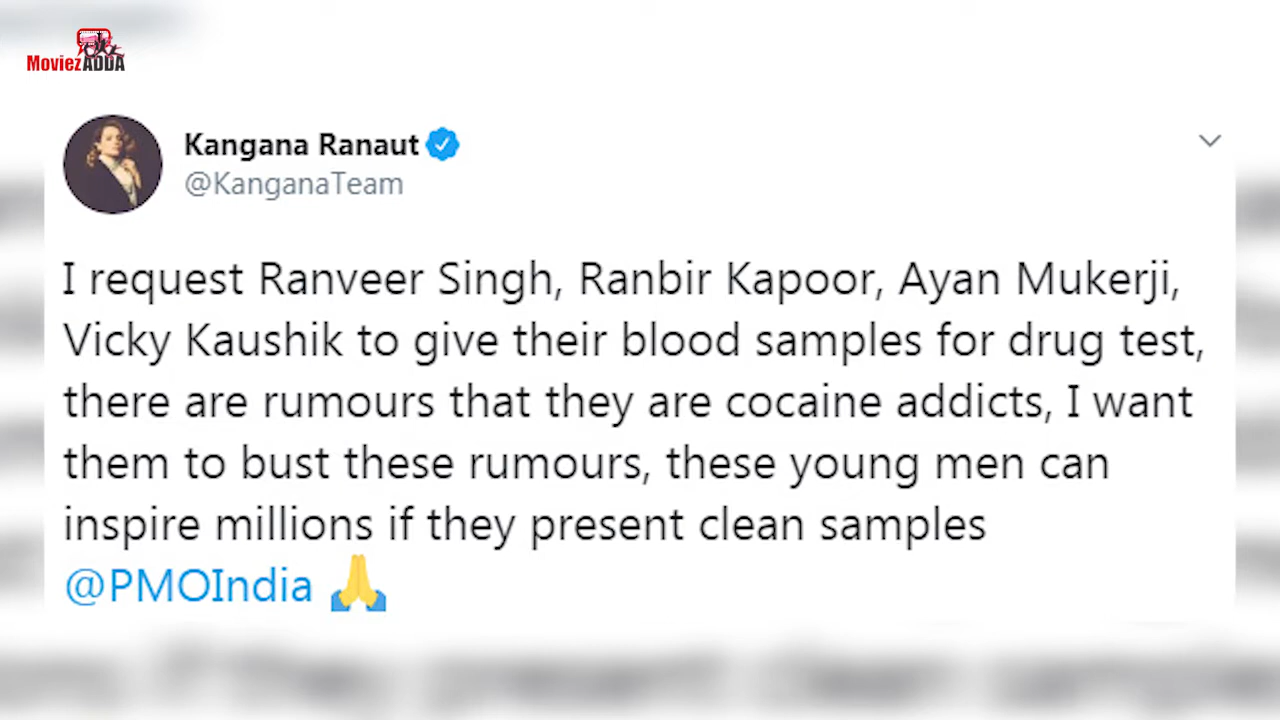 MoviezADDA
Kangana Ranaut
@KanganaTeam
I request Ranveer Singh, Ranbir Kapoor, Ayan Mukerji,
Vicky Kaushik to give their blood samples for drug test,
there are rumours that they are cocaine addicts, I want
them to bust these rumours, these young men can
inspire millions if they present clean samples
@PMOIndia 🙏